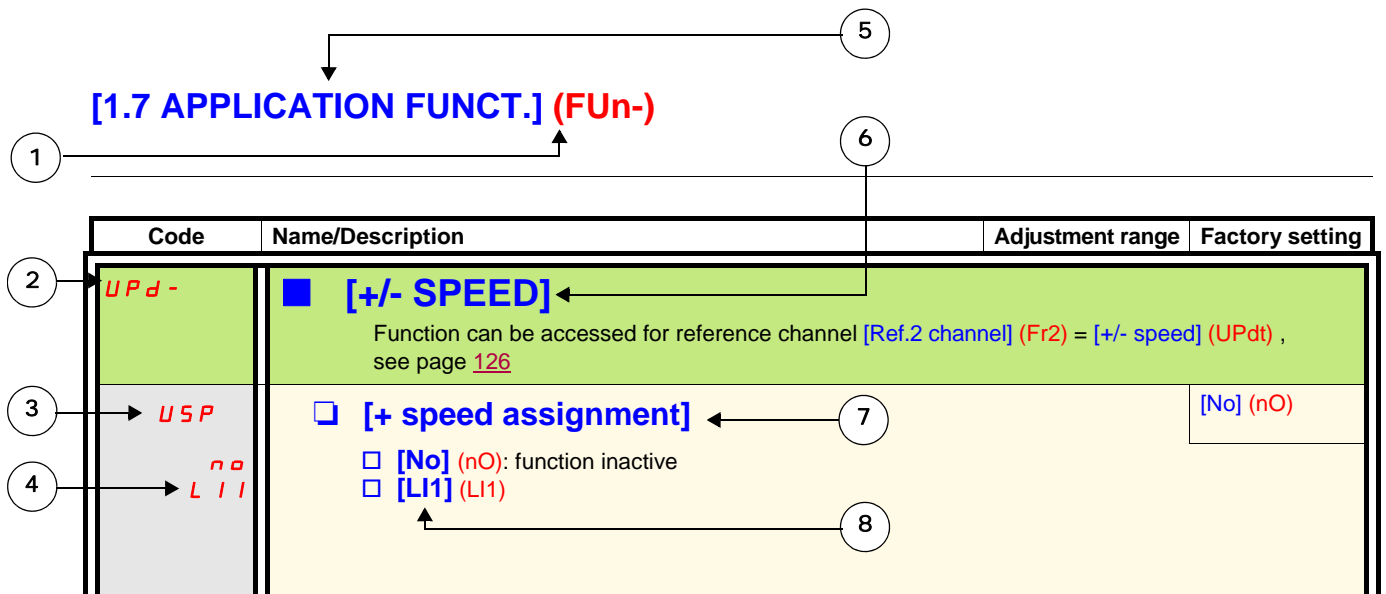 5
[1.7 APPLICATION FUNCT.] (FUn-)
6
1
Code Name/Description Adjustment range Factory setting
2
UPd- [+/- SPEED]
Function can be accessed for reference channel [Ref.2 channel] (Fr2) = [+/- speed] (UPdt) ,
see page 126
3 USP [+ speed assignment] 7 [No] (nO)
no [No] (nO): function inactive
4 LI1 [LI1] (LI1)
8